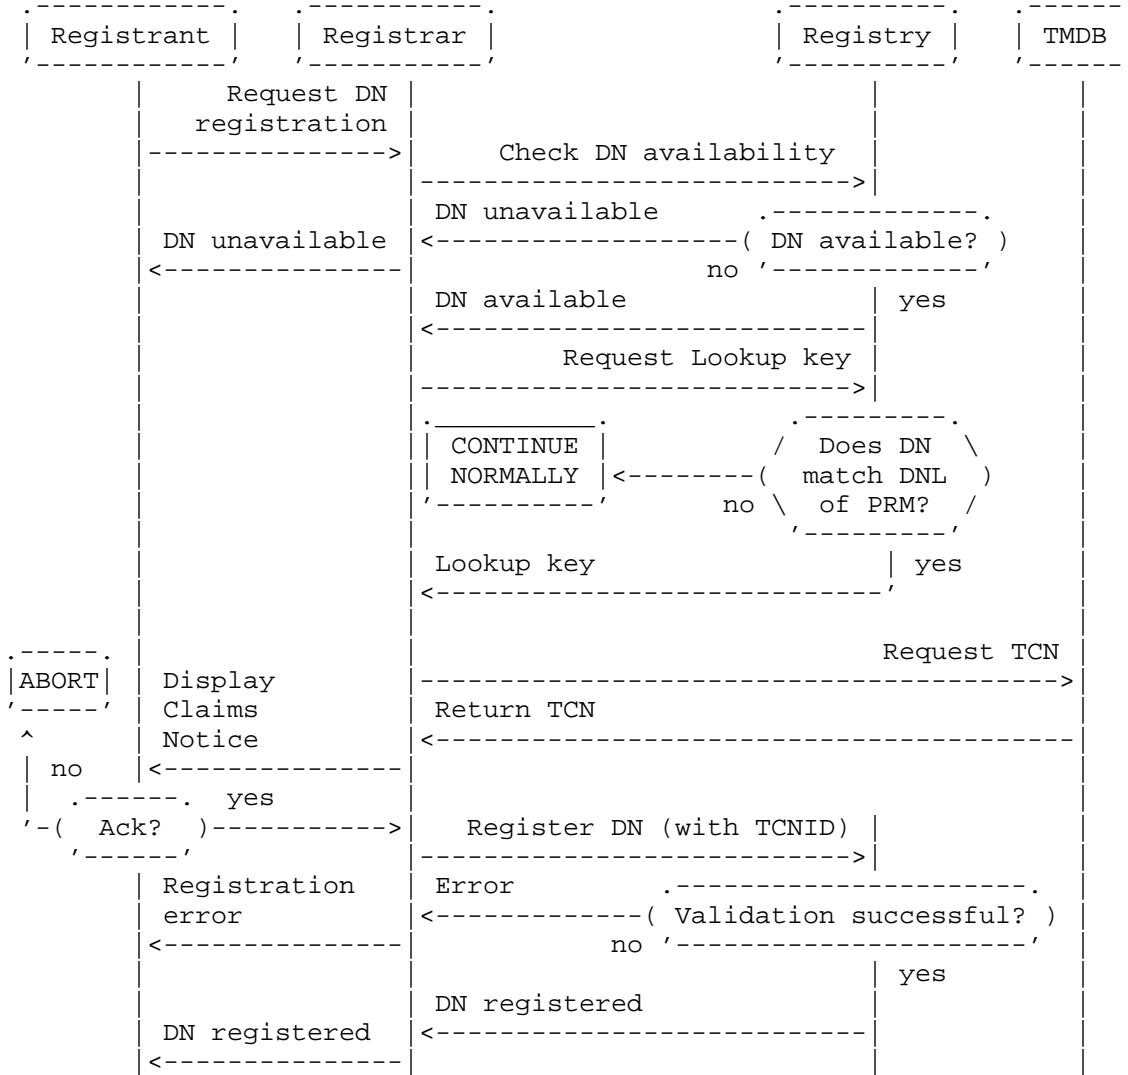 Registrant Registrar Registry TMDB
Request DN
registration
Check DN availability
DN unavailable
DN unavailable DN available?
no
DN available yes
Request Lookup key
CONTINUE Does DN
NORMALLY match DNL
no of PRM?
Lookup key yes
Request TCN
ABORT Display
Claims Return TCN
Notice
no
yes
Ack? Register DN (with TCNID)
Registration Error
error Validation successful?
no
yes
DN registered
DN registered